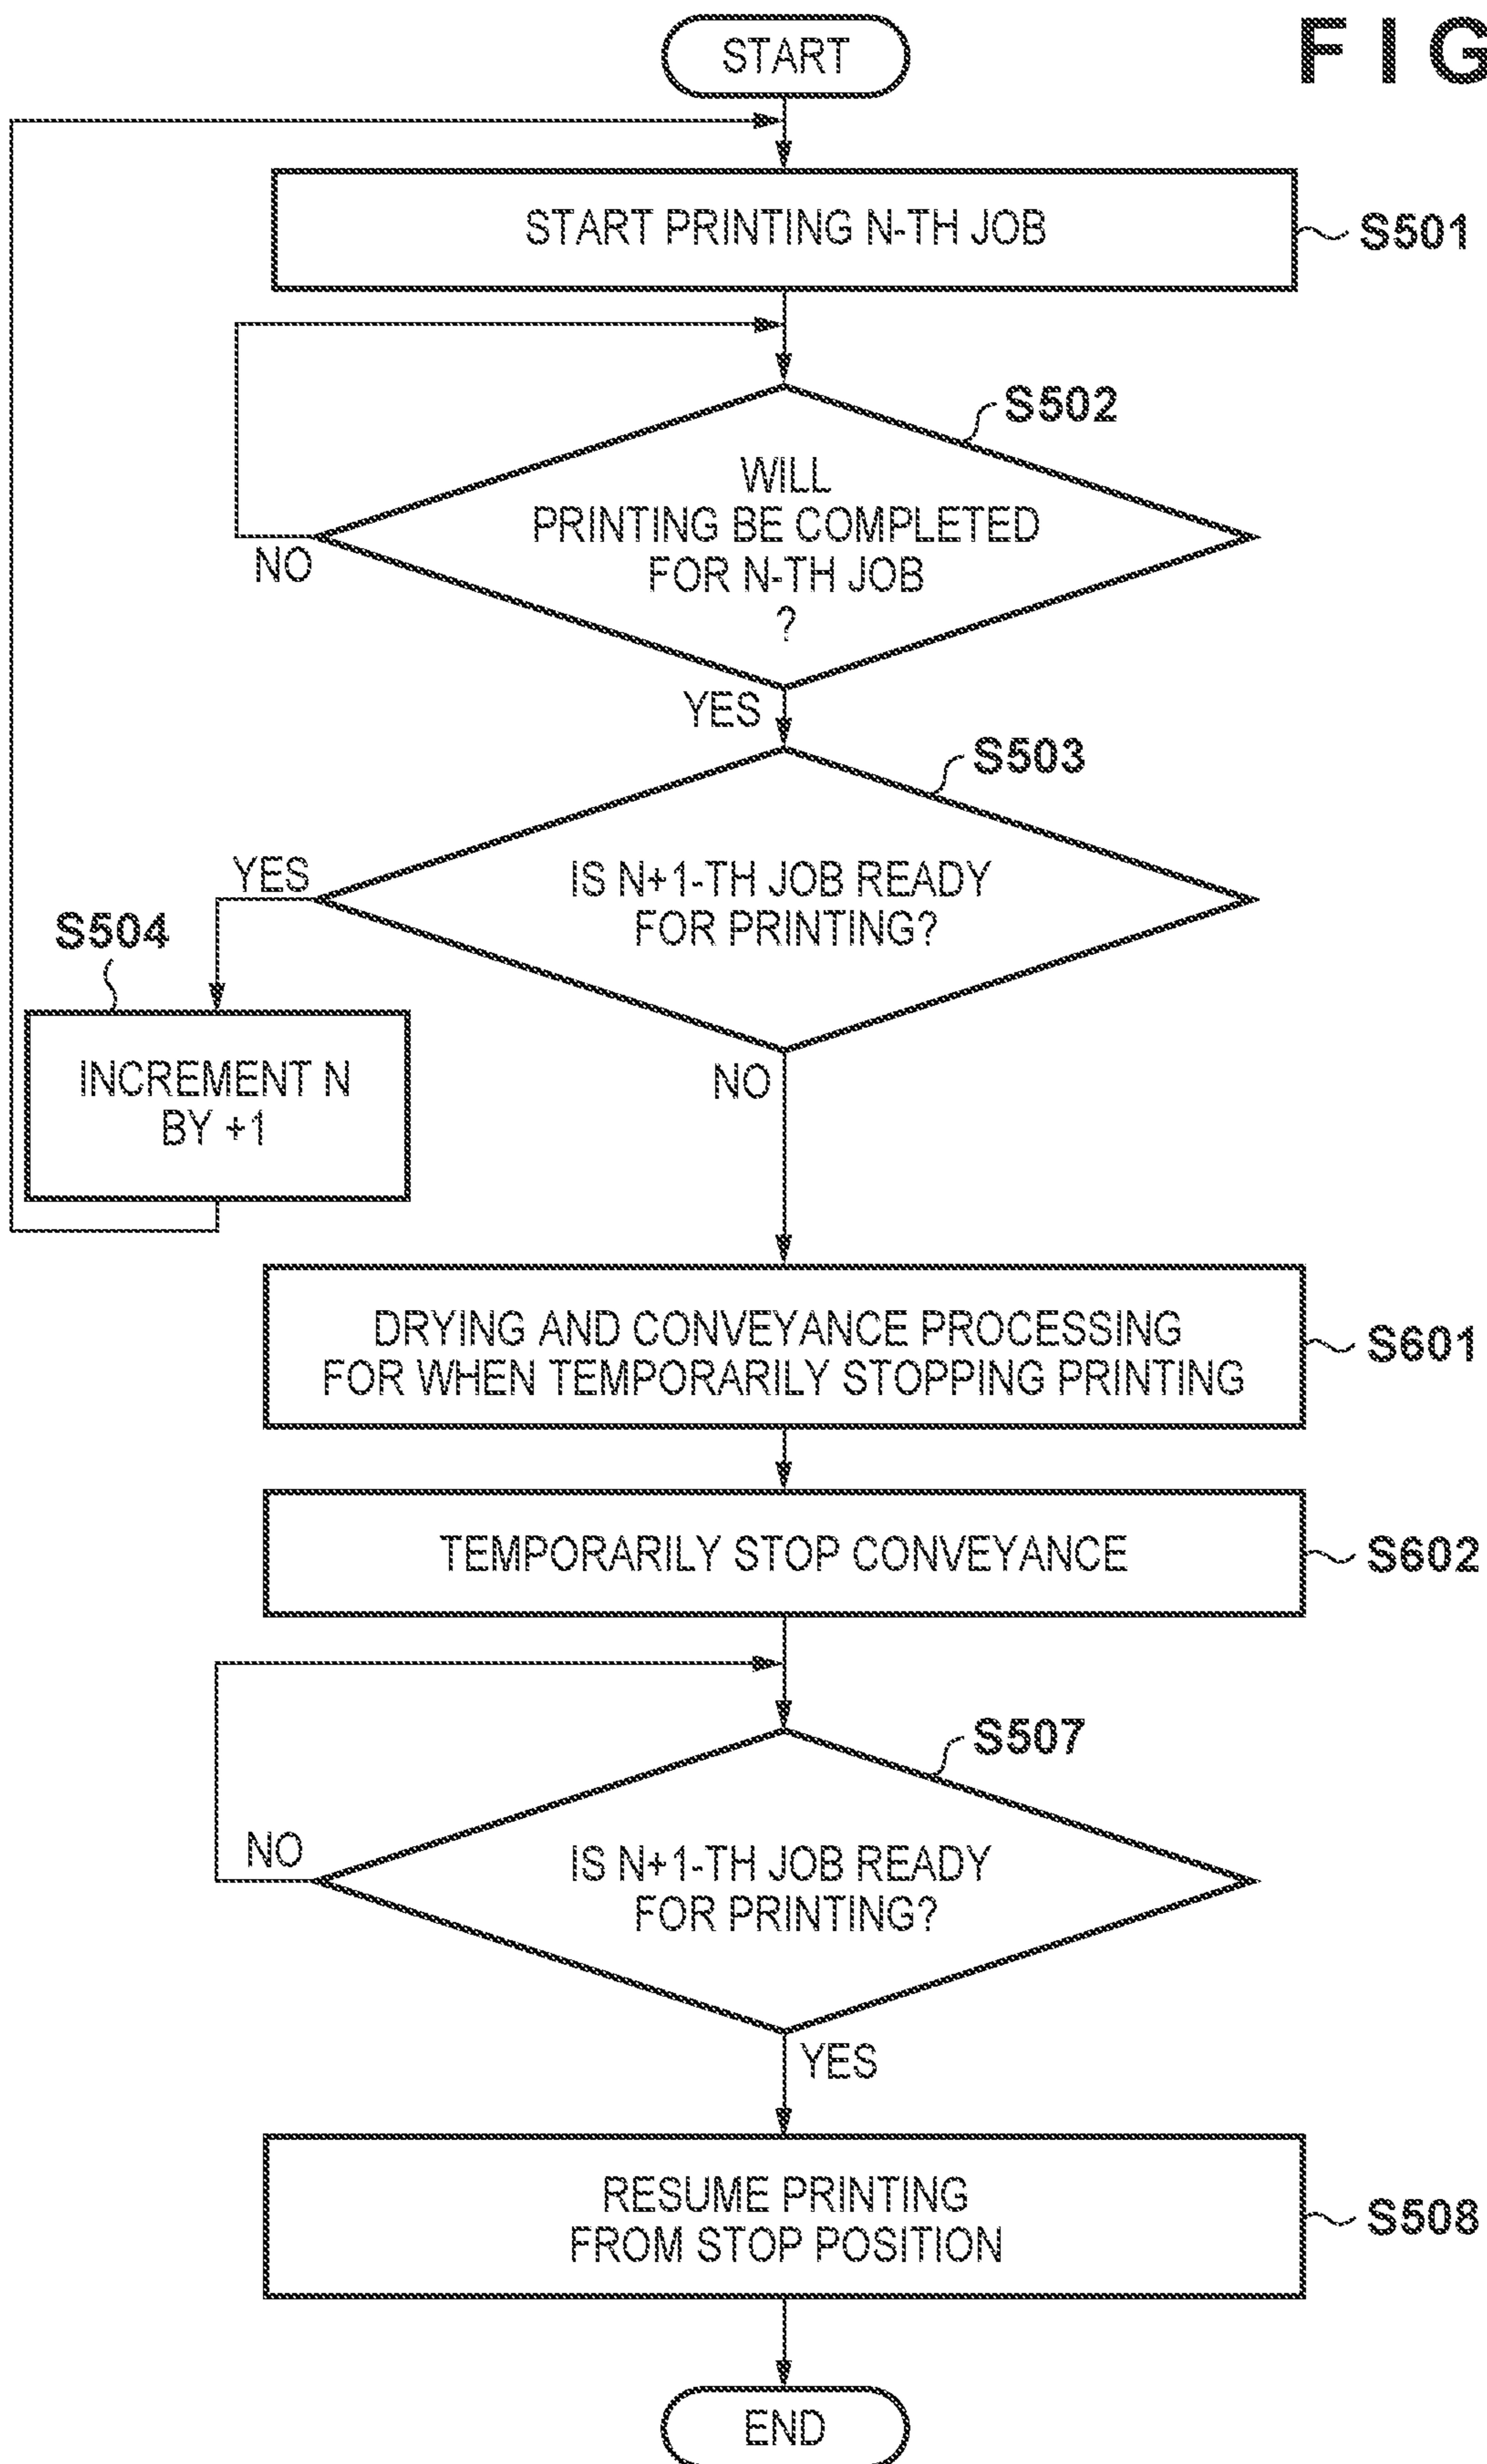 FIG
START
START PRINTING N-TH JOB
S501
S502
WILL
PRINTING BE COMPLETED
FOR N-TH JOB
?
NO
YES
S503
IS N+1-TH JOB READY
FOR PRINTING?
YES
S504
INCREMENT N
BY +1
NO
DRYING AND CONVEYANCE PROCESSING
FOR WHEN TEMPORARILY STOPPING PRINTING
S601
TEMPORARILY STOP CONVEYANCE
S602
S507
IS N+1-TH JOB READY
FOR PRINTING?
NO
YES
RESUME PRINTING
FROM STOP POSITION
S508
END